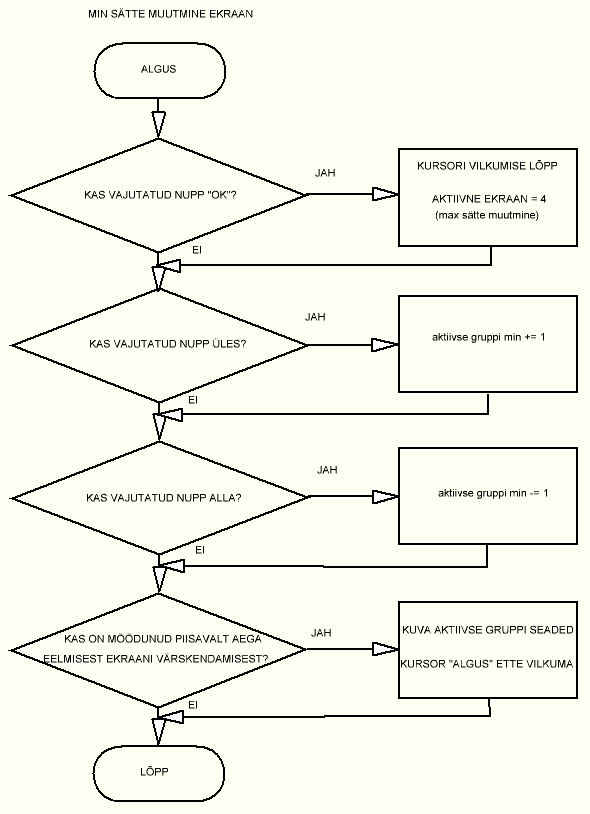 MIN SÄTTE MUUTMINE EKRAAN
ALGUS
KAS VAJUTATUD NUPP "OK"?
JAH
KURSORI VILKUMISE LÕPP
AKTIIVNE EKRAAN = 4
(max sätte muutmine)
EI
KAS VAJUTATUD NUPP ÜLES?
JAH
aktiivse gruppi min += 1
EI
KAS VAJUTATUD NUPP ALLA?
JAH
aktiivse gruppi min -= 1
EI
KAS ON MÖÖDUNUD PIISAVALT AEGA
EELMISEST EKRAANI VÄRSKENDAMISEST?
JAH
KUVA AKTIIVSE GRUPPI SEADED
KURSOR "ALGUS" ETTE VILKUMA
EI
LÕPP